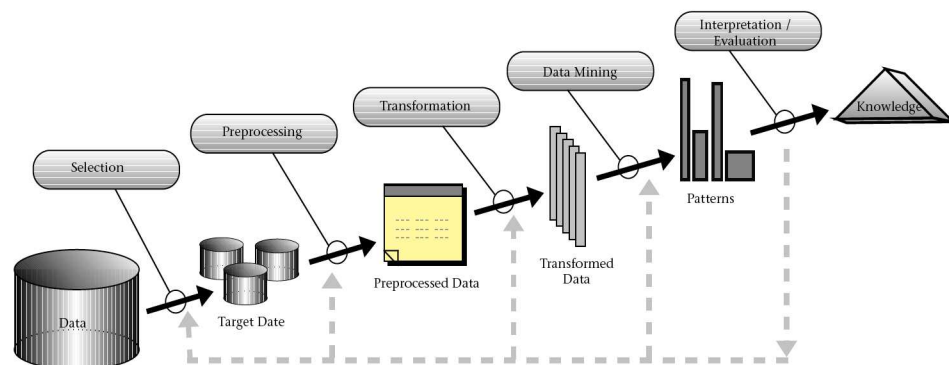 Interpretation /
Evaluation
Data Mining
Transformation
Preprocessing
Selection
Knowledge
Patterns
Transformed
Data
Preprocessed Data
Target Date
Data